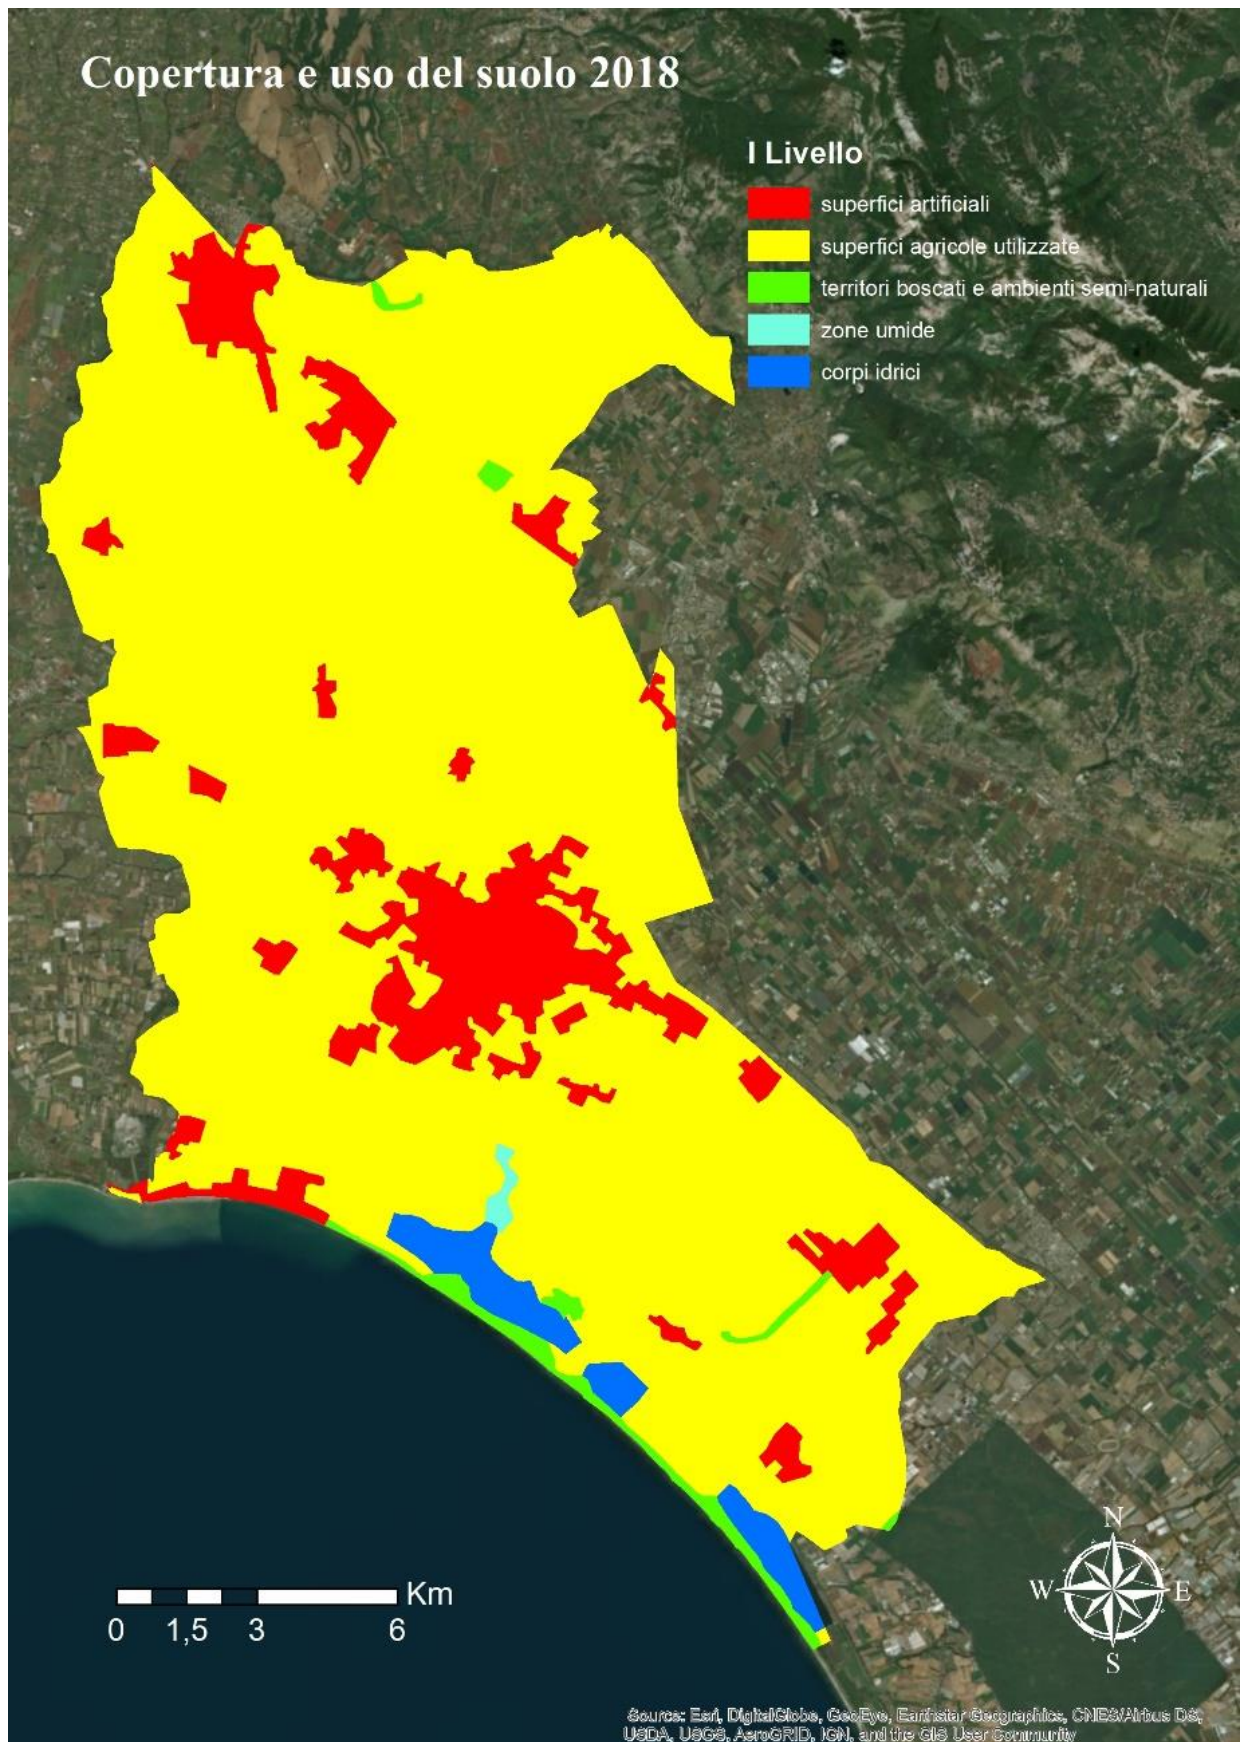 Copertura e uso del suolo 2018
I Livello
superfici artificiali
superfici agricole utilizzate
territori boscati e ambienti semi-naturali
zone umide
corpi idrici
N
W E
S
Km
0 1,5 3 6
Source: Esri, DigitalGlobe, GeoEye, Earthstar Geographics, CNES/Airbus DS,
USDA, USGS, AeroGRID, IGN, and the GIS User Community